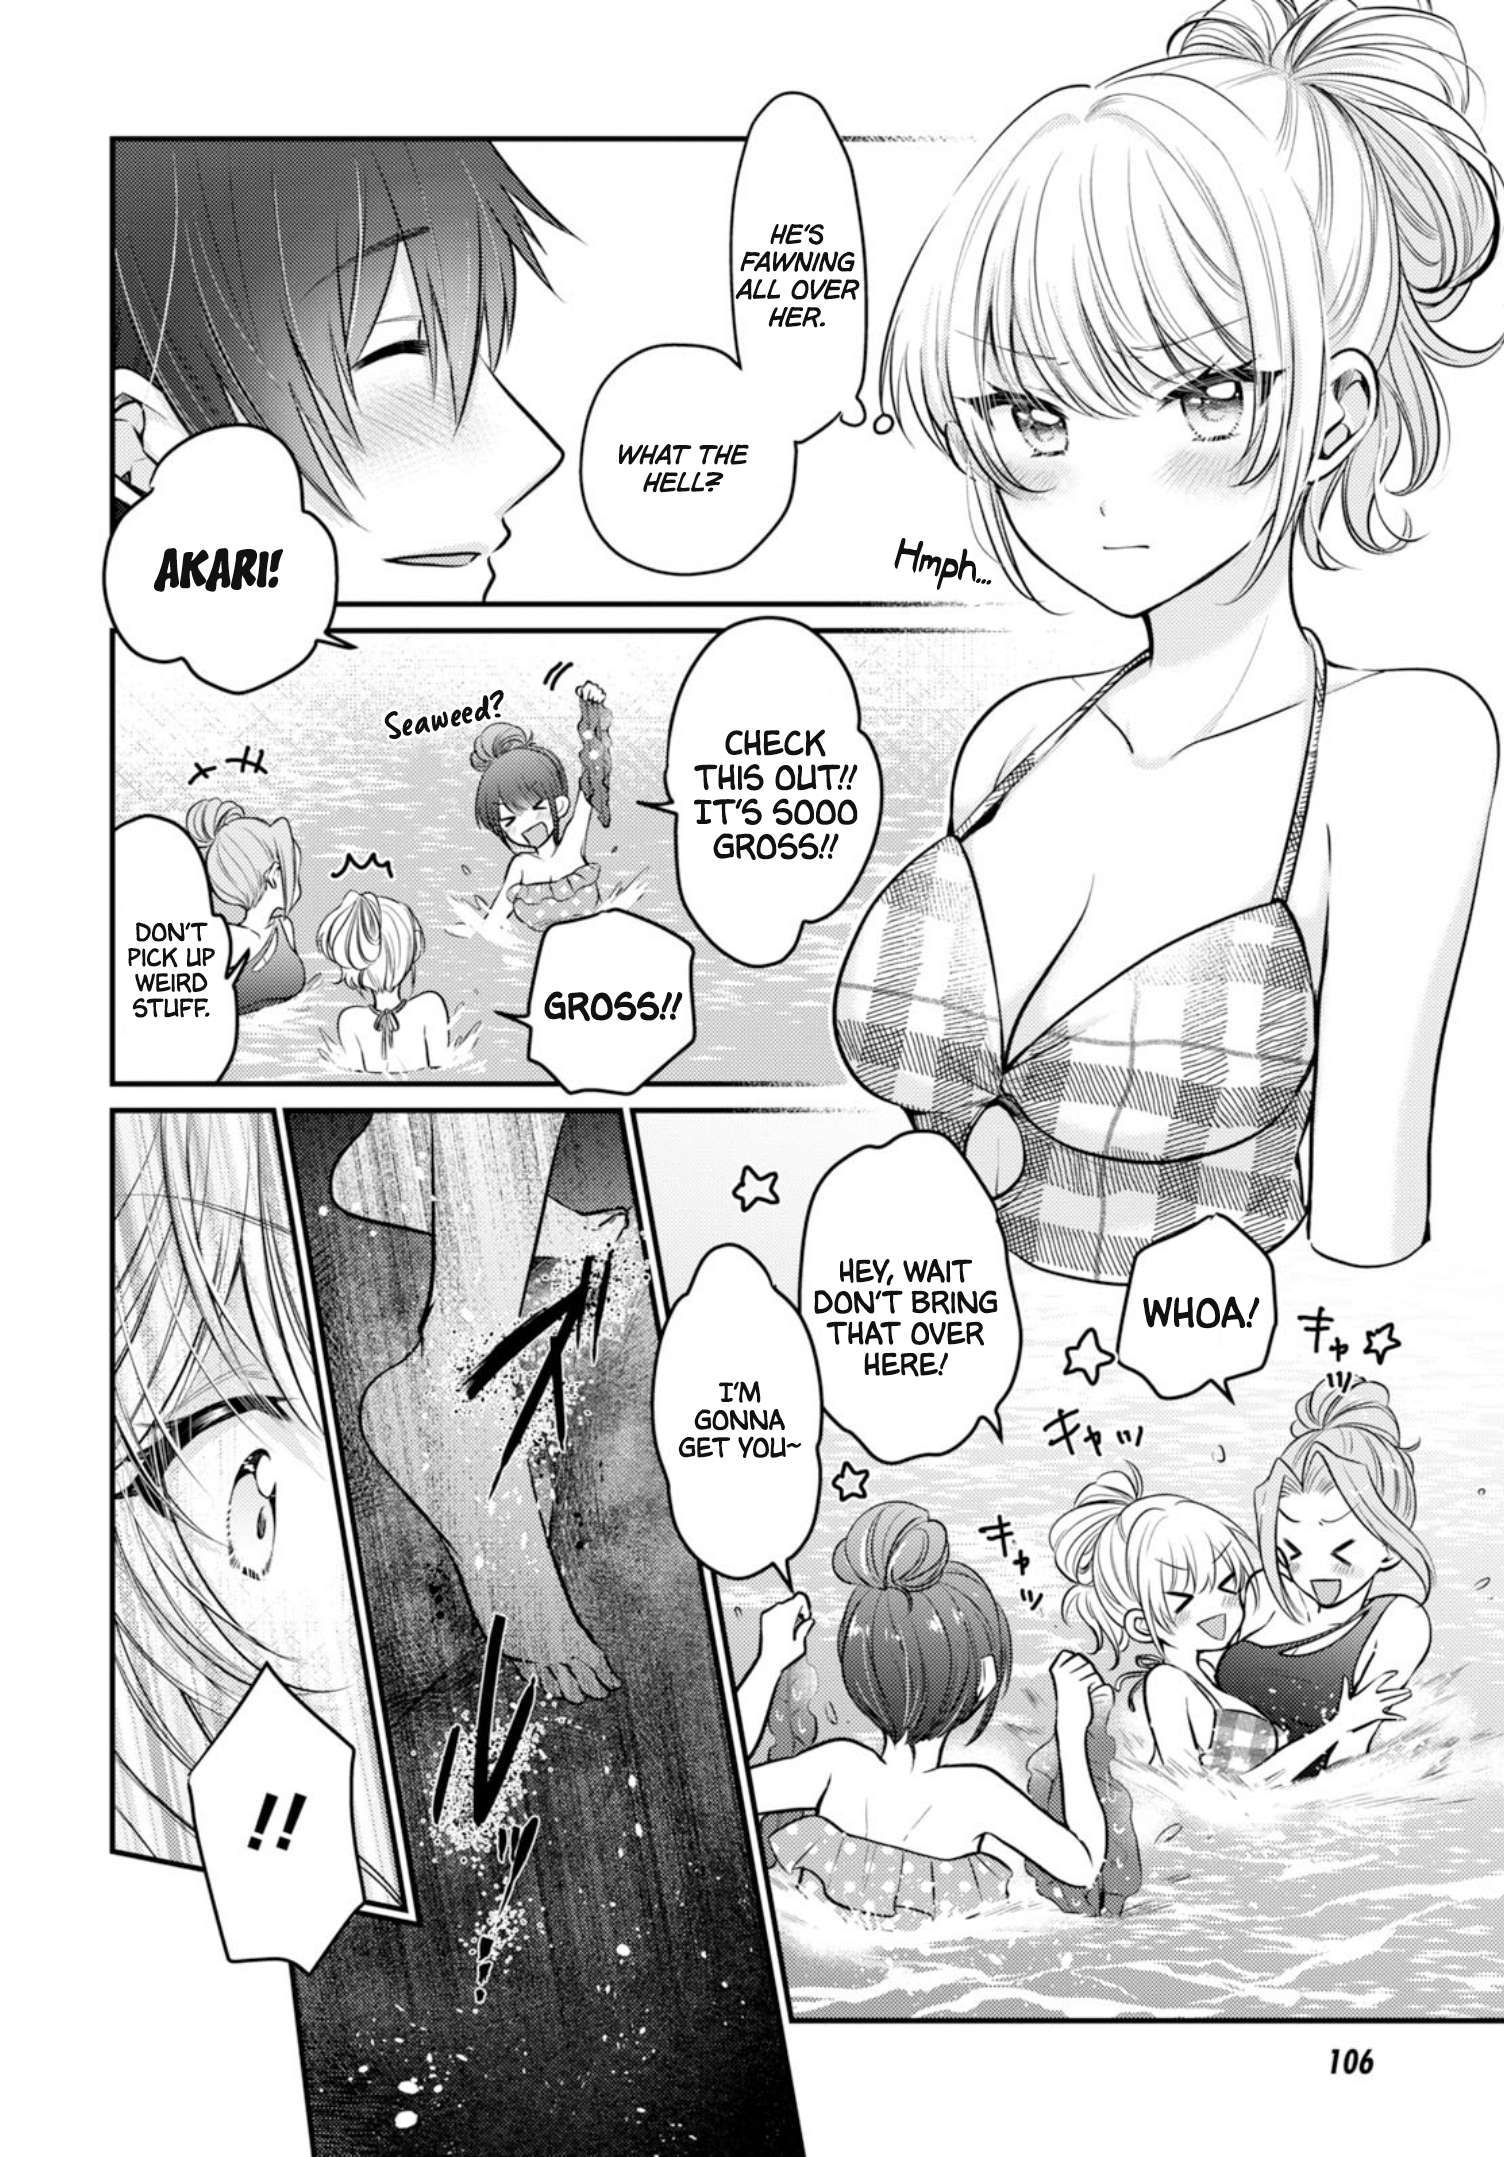 HE'S
FAWNING
ALL OVER
HER.
WHAT THE
HELL?
Hmph...
AKARI!
CHECK
THIS OUT!!
IT'S SOOO
GROSS!!
Seaweed?
GROSS!!
DON'T
PICK UP
WEIRD
STUFF.
WHOA!
キャッ
HEY, WAIT
DON'T BRING
THAT OVER
HERE!
キャッ
キャッ
I'M
GONNA
GET YOU~
!!
106